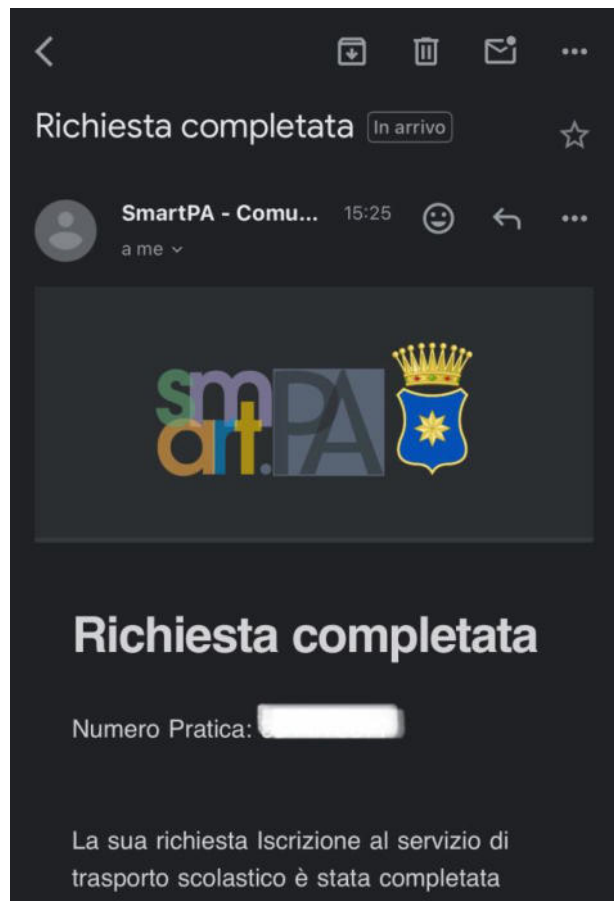 Richiesta completata In arrivo
SmartPA - Comu... 15:25
a me
smart.PA
Richiesta completata
Numero Pratica:
La sua richiesta Iscrizione al servizio di
trasporto scolastico è stata completata